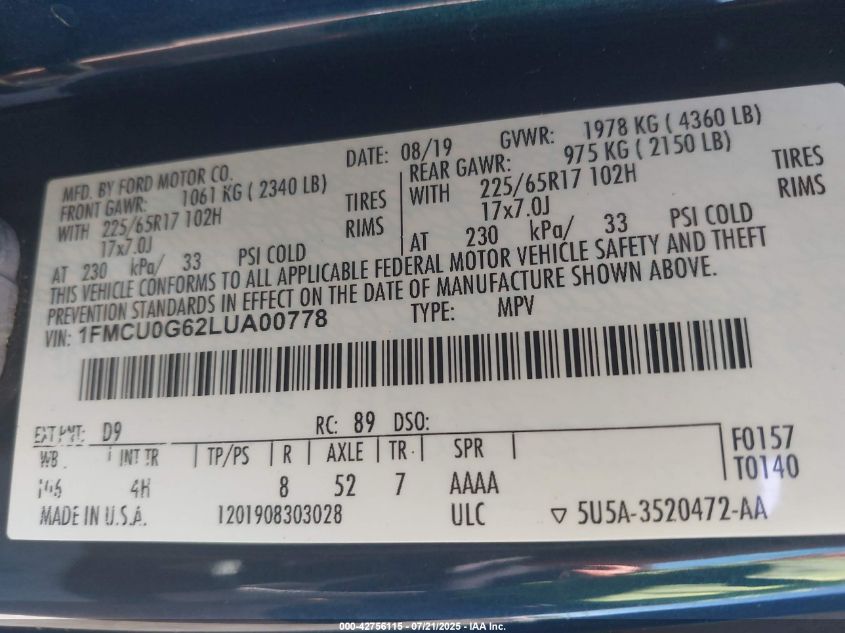 MFD. BY FORD MOTOR CO.
DATE: 08/19 GVWR: 1978 KG ( 4360 LB)
FRONT GAWR: 1061 KG ( 2340 LB)
WITH 225/65R17 102H TIRES
17x7.0J RIMS
AT 230 kPa/ 33 PSI COLD
REAR GAWR: 975 KG ( 2150 LB)
WITH 225/65R17 102H TIRES
17x7.0J RIMS
AT 230 kPa/ 33 PSI COLD
THIS VEHICLE CONFORMS TO ALL APPLICABLE FEDERAL MOTOR VEHICLE SAFETY AND THEFT
PREVENTION STANDARDS IN EFFECT ON THE DATE OF MANUFACTURE SHOWN ABOVE.
VIN: 1FMCU0G62LUA00778 TYPE: MPV
EXT PNT: D9 RC: 89 DSO:
WB INT TR TP/PS R AXLE TR SPR
4H 8 52 7 AAAA
F0157
T0140
MADE IN U.S.A. 1201908303028 ULC ▽ 5U5A-3520472-AA
000-42756115 - 07/21/2025 - IAA Inc.